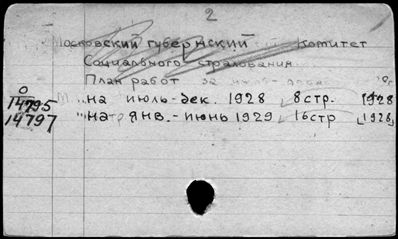 2
Московский губернский комитет
Социального страхования
План работ
О
14795 на июль-дек. 1928 8 стр. 1928
14797 " на янв.-июнь 1929 16 стр [1928]